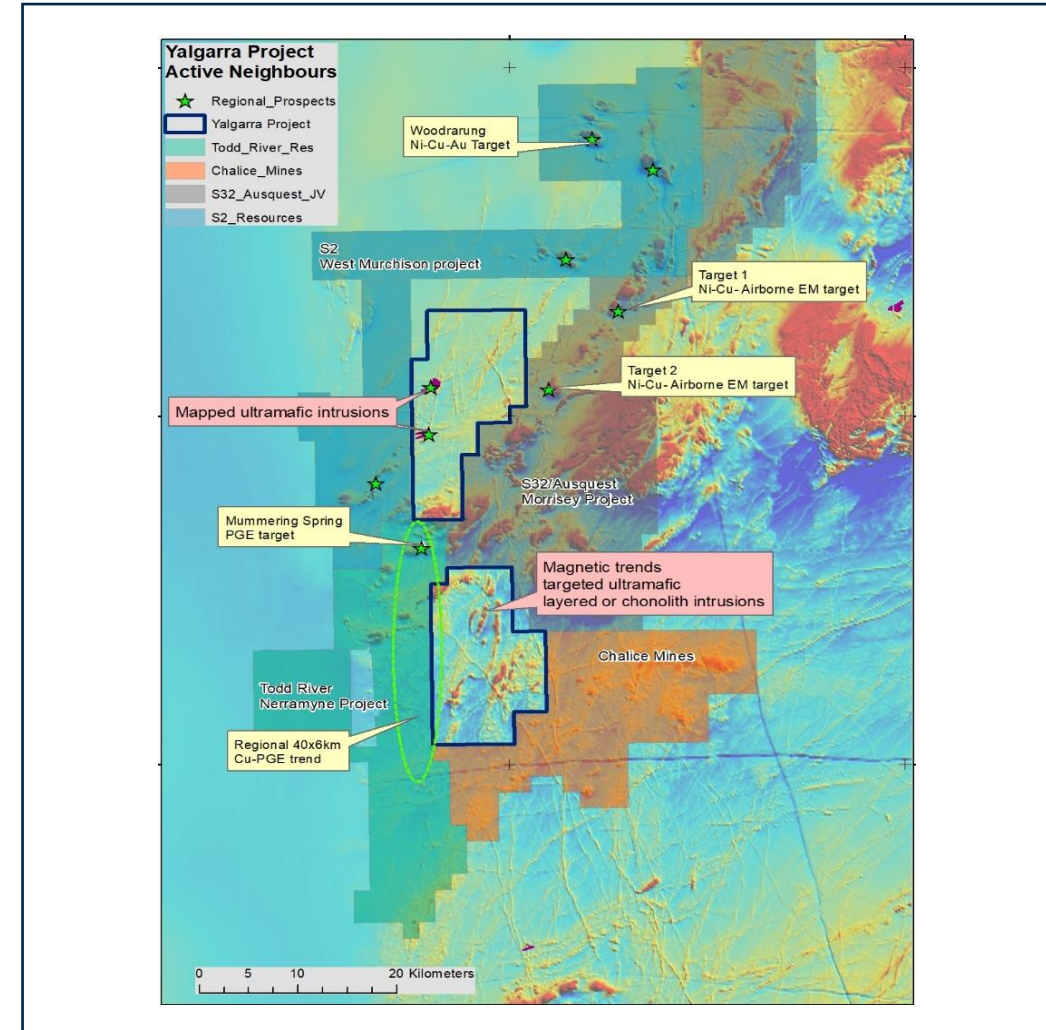 Yalgarra Project
Active Neighbours
Regional_Prospects
Yalgarra Project
Todd_River_Res
Chalice_Mines
S32_Ausquest_JV
S2_Resources
Woodrarung
Ni-Cu-Au Target
S2
West Murchison project
Target 1
Ni-Cu- Airborne EM target
Target 2
Ni-Cu- Airborne EM target
Mapped ultramafic intrusions
S32/Ausquest
Morrisey Project
Mummering Spring
PGE target
Magnetic trends
targeted ultramafic
layered or chonolith intrusions
Chalice Mines
Todd River
Nerramyne Project
Regional 40x6km
Cu-PGE trend
0 5 10 20 Kilometers